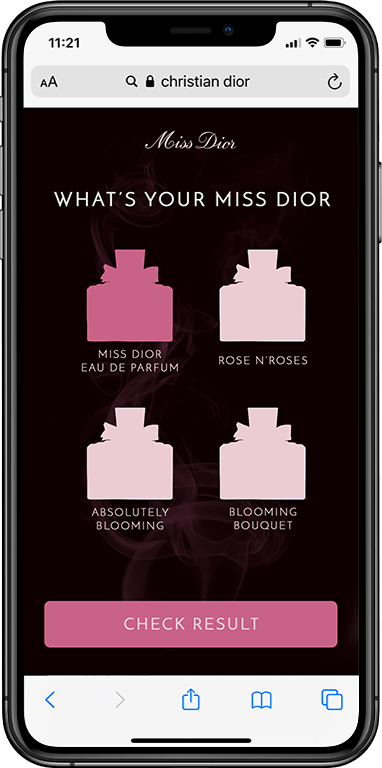 11:21
AA christian dior
Miss Dior
WHAT'S YOUR MISS DIOR
MISS DIOR
EAU DE PARFUM
ROSE N'ROSES
ABSOLUTELY
BLOOMING
BLOOMING
BOUQUET
CHECK RESULT